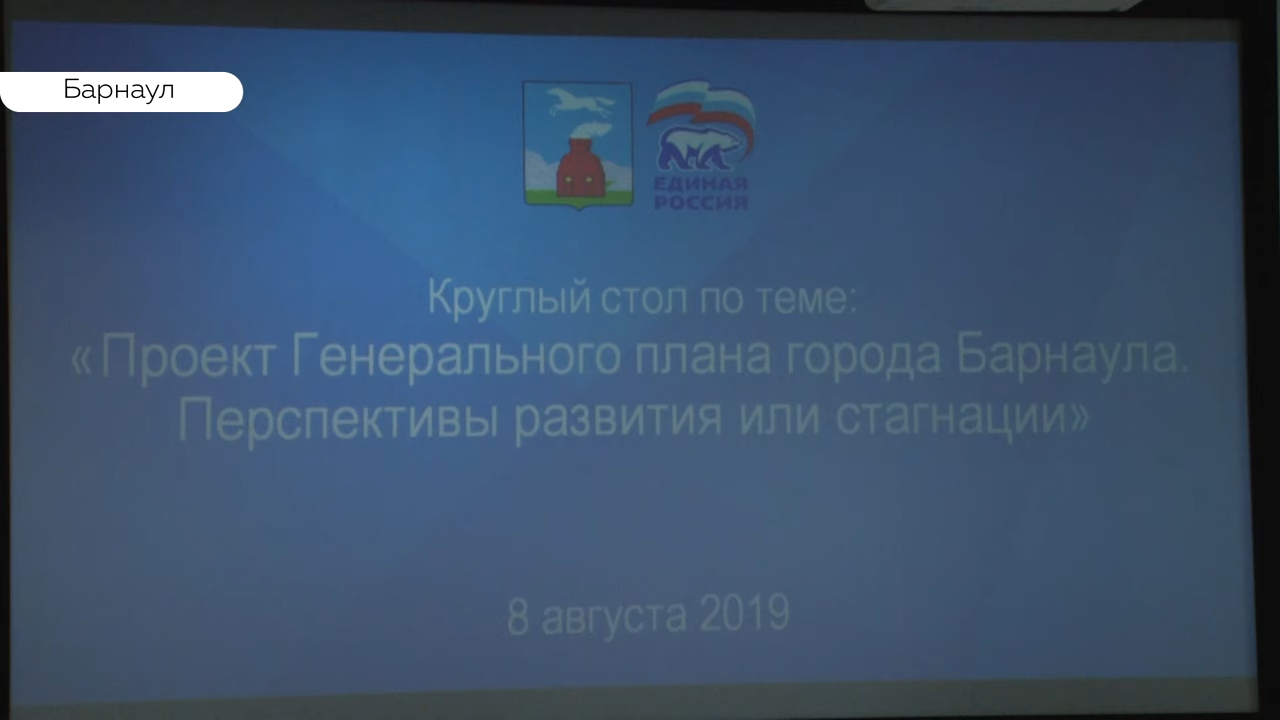 Барнаул
ЕДИНАЯ
РОССИЯ
Круглый стол по теме:
«Проект Генерального плана города Барнаула.
Перспективы развития или стагнации»
8 августа 2019